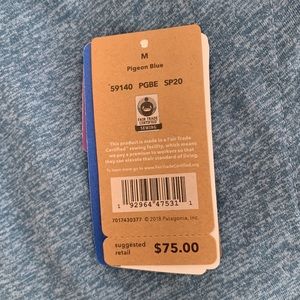 M
Pigeon Blue
59140 PGBE SP20
FAIR TRADE
CERTIFIED
SEWING
This product is made in a Fair Trade
Certified™ sewing facility, which means
we pay a premium to workers so that
they can elevate their standard of living.
To learn more go to www.FairTradeCertified.org
1 92964 47531 1
7017430377 © 2018 Patagonia, Inc.
suggested
retail
$75.00